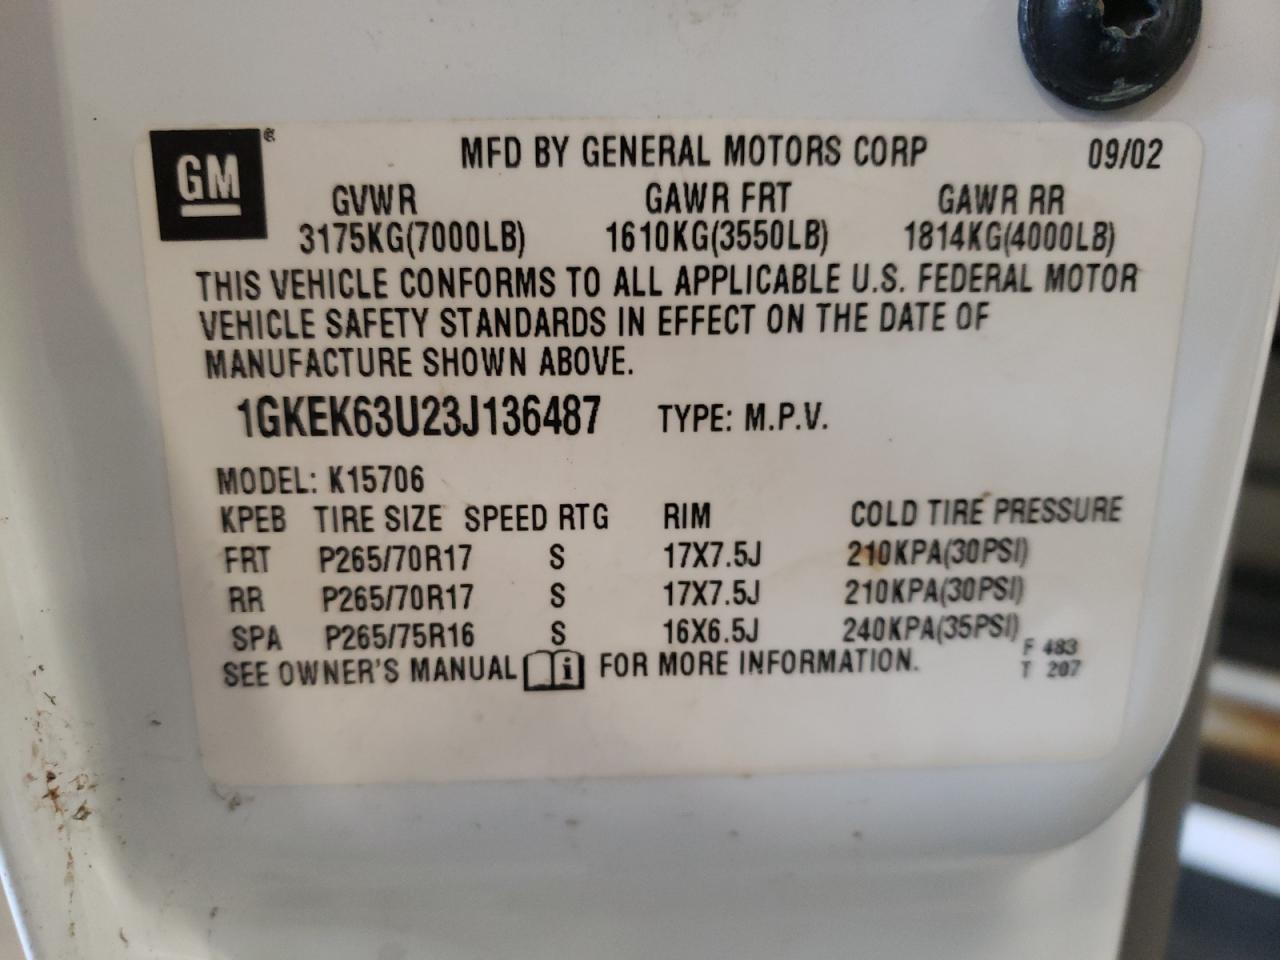 GM®
MFD BY GENERAL MOTORS CORP 09/02
GVWR GAWR FRT GAWR RR
3175KG(7000LB) 1610KG(3550LB) 1814KG(4000LB)
THIS VEHICLE CONFORMS TO ALL APPLICABLE U.S. FEDERAL MOTOR
VEHICLE SAFETY STANDARDS IN EFFECT ON THE DATE OF
MANUFACTURE SHOWN ABOVE.
1GKEK63U23J136487 TYPE: M.P.V.
MODEL: K15706
KPEB TIRE SIZE SPEED RTG RIM COLD TIRE PRESSURE
FRT P265/70R17 S 17X7.5J 210KPA(30PSI)
RR P265/70R17 S 17X7.5J 210KPA(30PSI)
SPA P265/75R16 S 16X6.5J 240KPA(35PSI)
SEE OWNER'S MANUAL i FOR MORE INFORMATION.
F 483
T 207